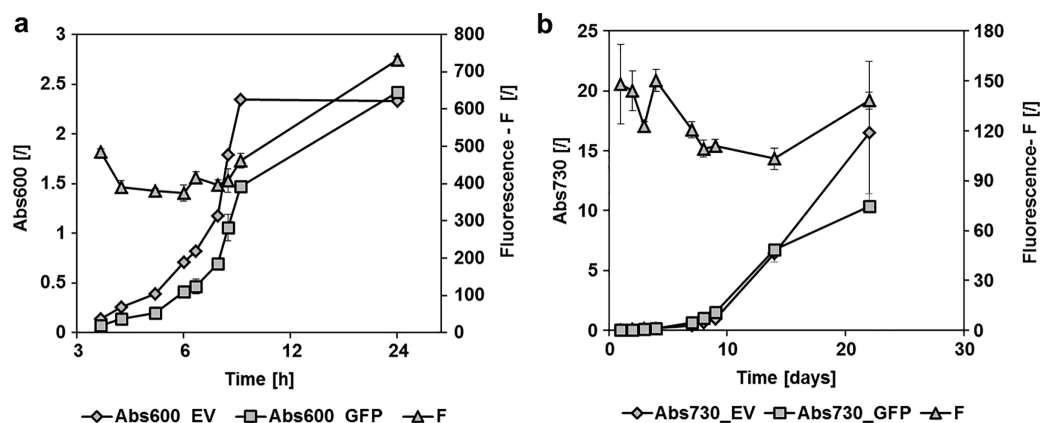 a
3
2.5
2
1.5
1
0.5
0
Abs600 [/]
800
700
600
500
400
300
200
100
0
Fluorescence - F [/]
3 6 12 24
Time [h]
Abs600 EV Abs600 GFP F
b
25
20
15
10
5
0
Abs730 [/]
180
150
120
90
60
30
0
Fluorescence- F [/]
0 10 20 30
Time [days]
Abs730_EV Abs730_GFP F